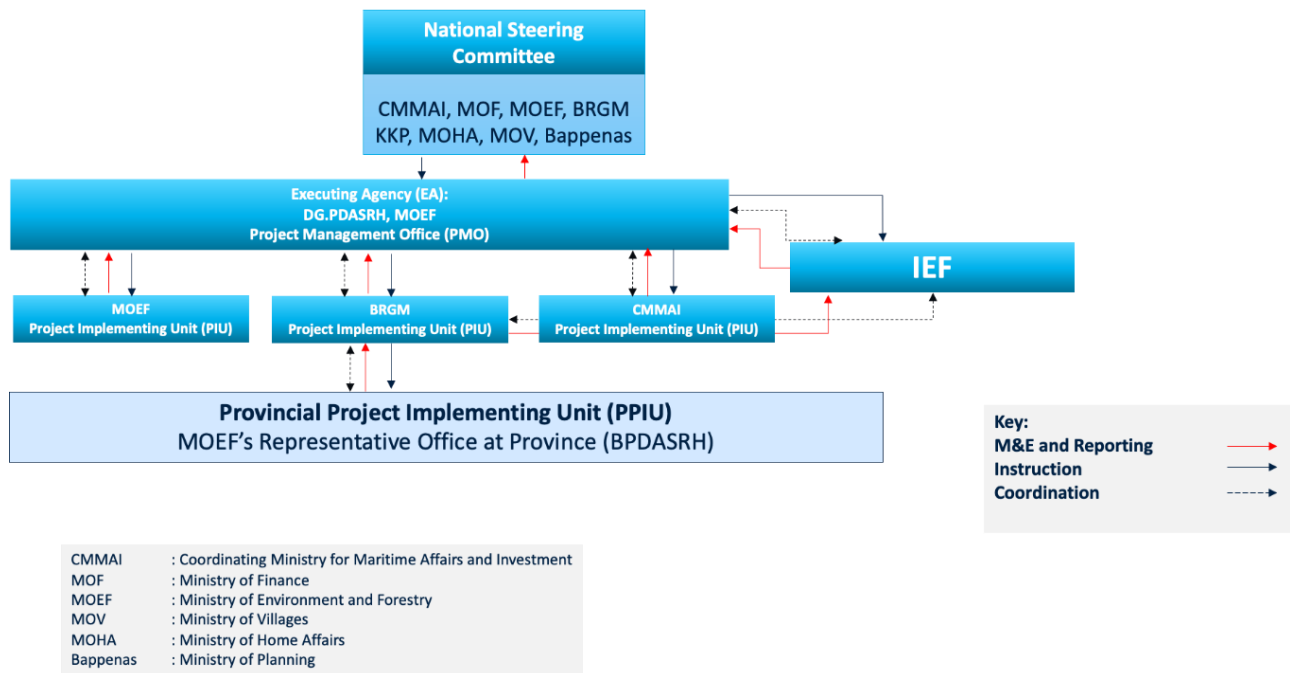 National Steering
Committee
CMMAI, MOF, MOEF, BRGM
KKP, MOHA, MOV, Bappenas
Executing Agency (EA):
DG.PDASRH, MOEF
Project Management Office (PMO)
IEF
MOEF
Project Implementing Unit (PIU)
BRGM
Project Implementing Unit (PIU)
CMMAI
Project Implementing Unit (PIU)
Provincial Project Implementing Unit (PPIU)
MOEF’s Representative Office at Province (BPDASRH)
Key:
M&E and Reporting
Instruction
Coordination
CMMAI : Coordinating Ministry for Maritime Affairs and Investment
MOF : Ministry of Finance
MOEF : Ministry of Environment and Forestry
MOV : Ministry of Villages
MOHA : Ministry of Home Affairs
Bappenas : Ministry of Planning